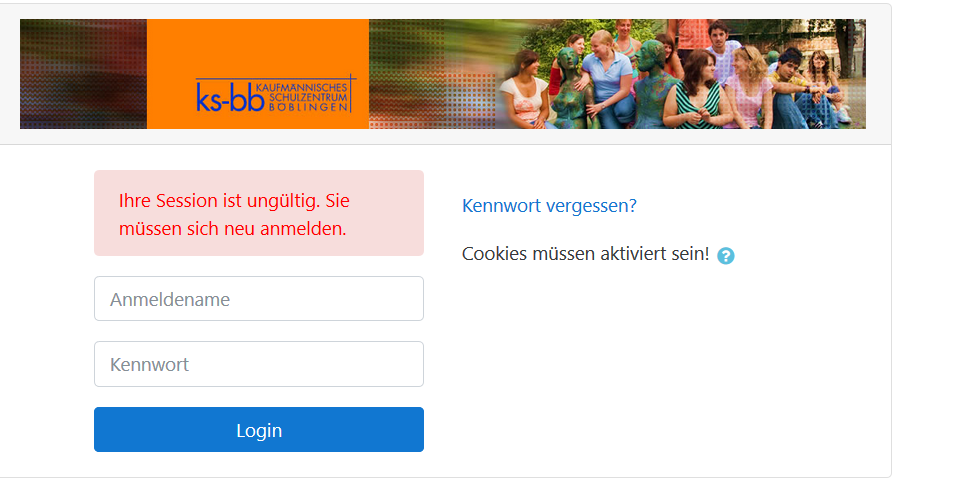 ks-bb KAUFMÄNNISCHES
SCHULZENTRUM
BÖBLINGEN
Ihre Session ist ungültig. Sie
müssen sich neu anmelden.
Kennwort vergessen?
Cookies müssen aktiviert sein! ?
Anmeldename
Kennwort
Login